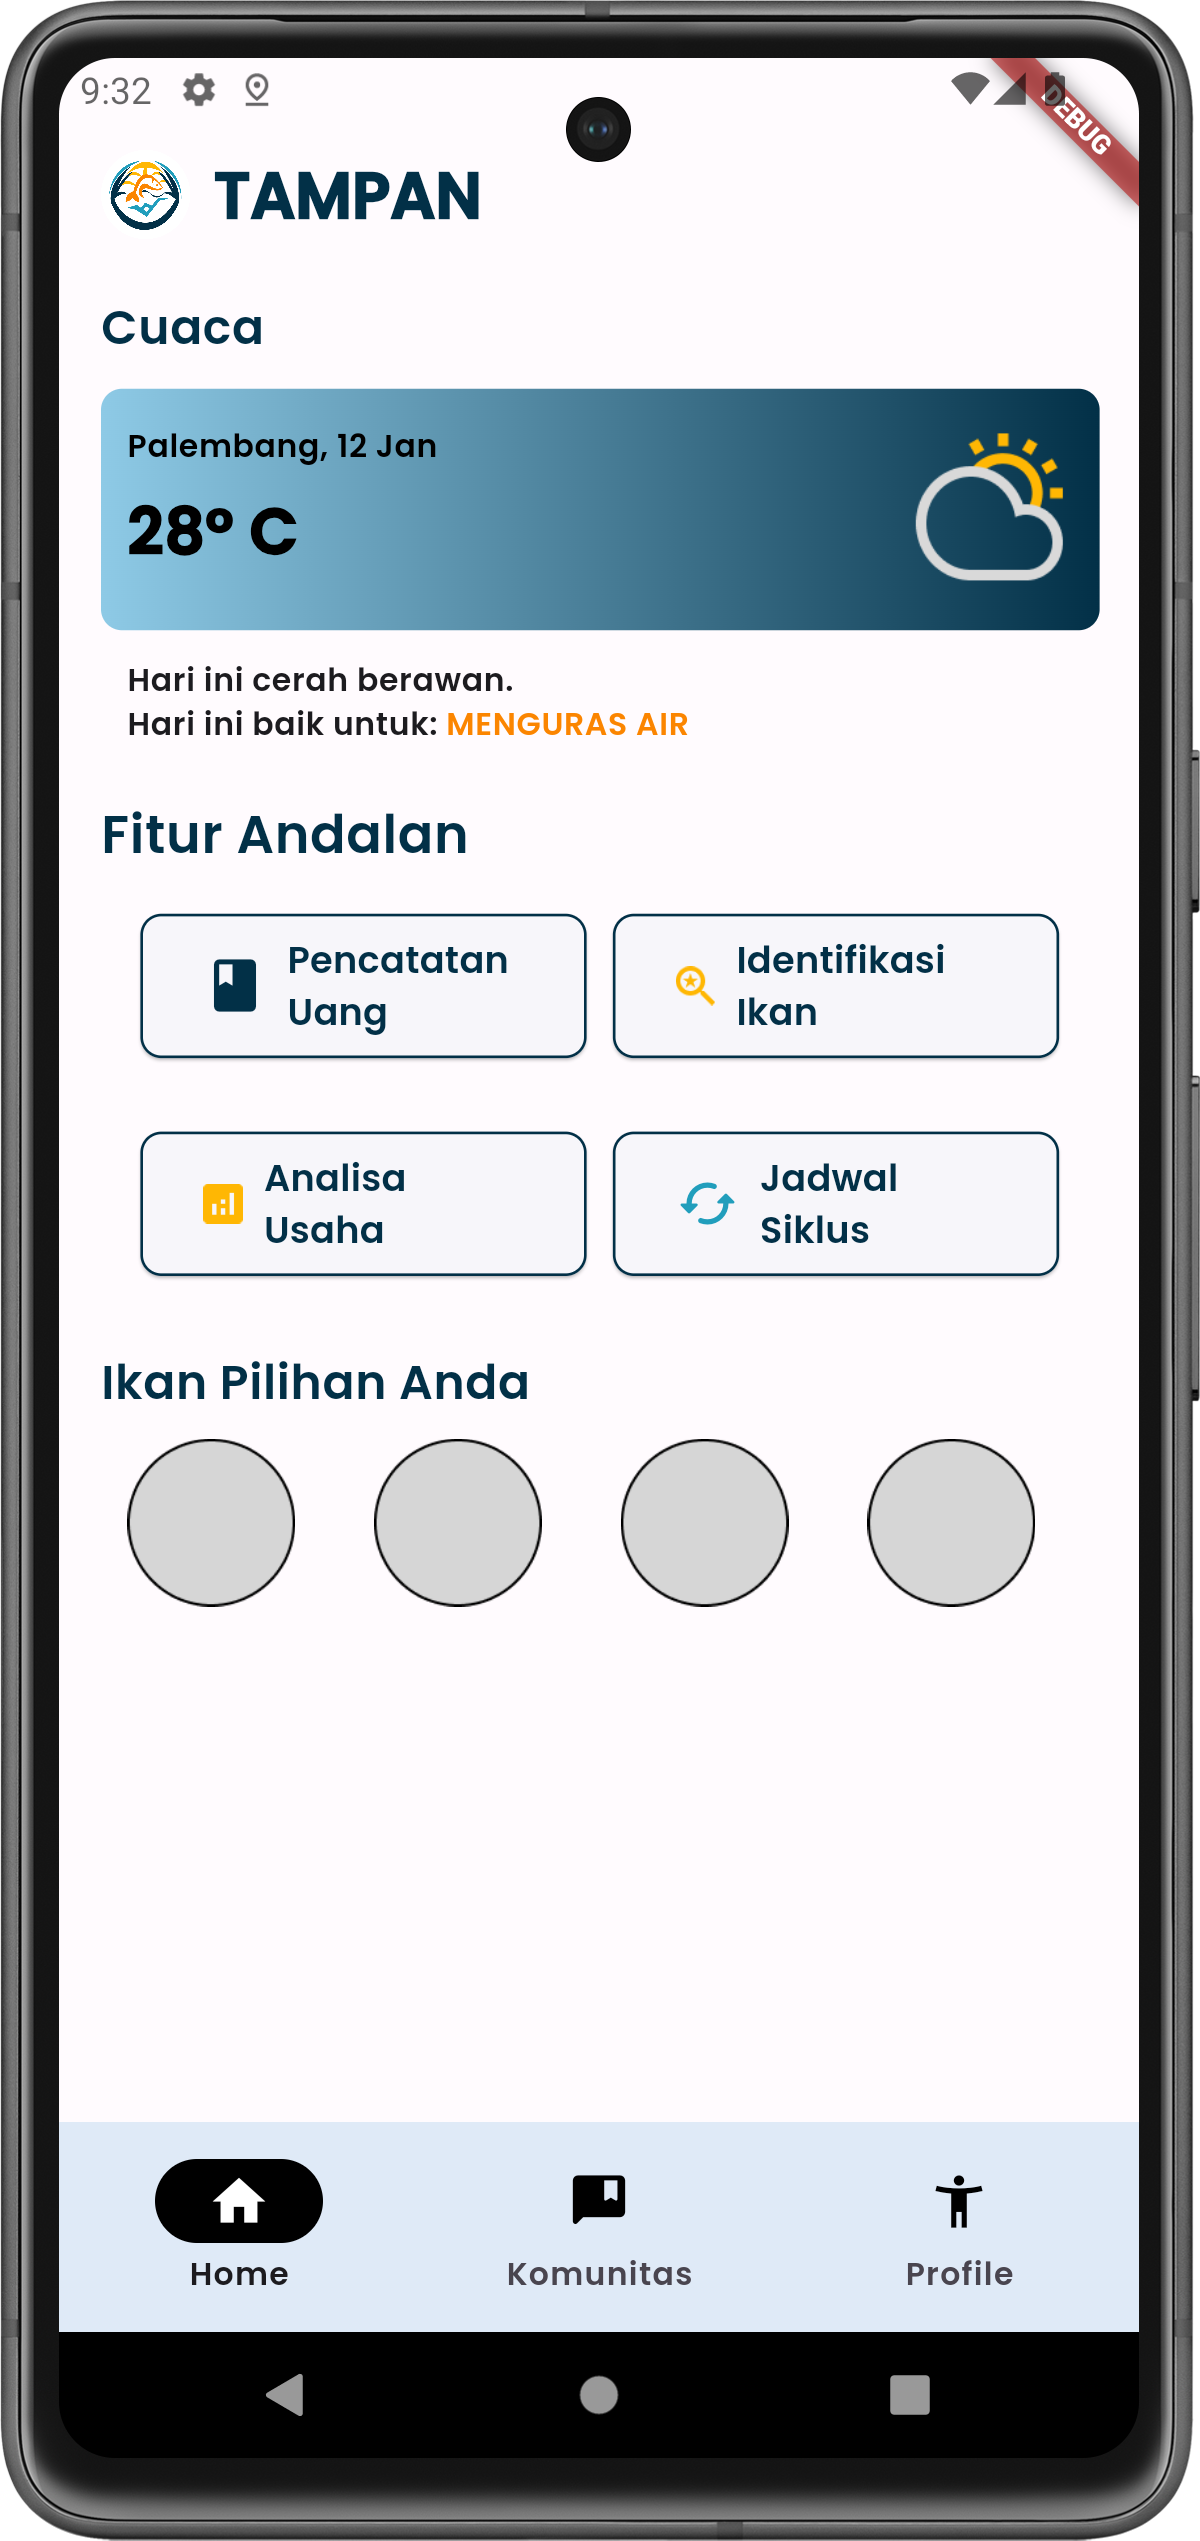 9:32
DEBUG
TAMPAN
Cuaca
Palembang, 12 Jan
28° C
Hari ini cerah berawan.
Hari ini baik untuk: MENGURAS AIR
Fitur Andalan
Pencatatan
Uang
Identifikasi
Ikan
Analisa
Usaha
Jadwal
Siklus
Ikan Pilihan Anda
Home
Komunitas
Profile